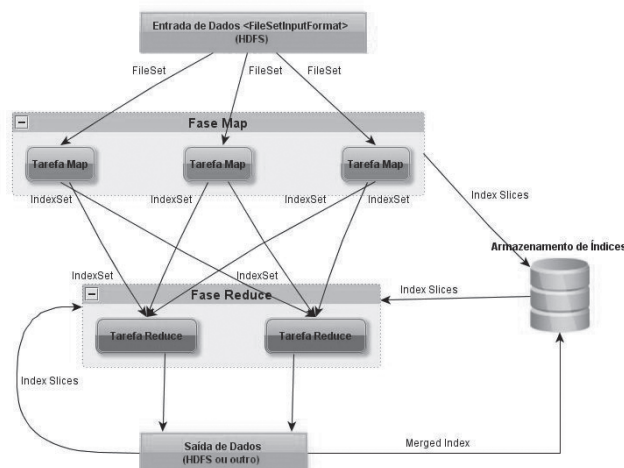 Entrada de Dados <FileSetInputFormat>
(HDFS)
FileSet
FileSet
FileSet
Fase Map
Tarefa Map
Tarefa Map
Tarefa Map
IndexSet
IndexSet
IndexSet
IndexSet
Index Slices
Armazenamento de Índices
IndexSet
IndexSet
Index Slices
Fase Reduce
Tarefa Reduce
Tarefa Reduce
Index Slices
Saída de Dados
(HDFS ou outro)
Merged Index